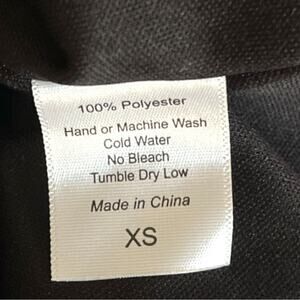 100% Polyester
Hand or Machine Wash
Cold Water
No Bleach
Tumble Dry Low
Made in China
XS